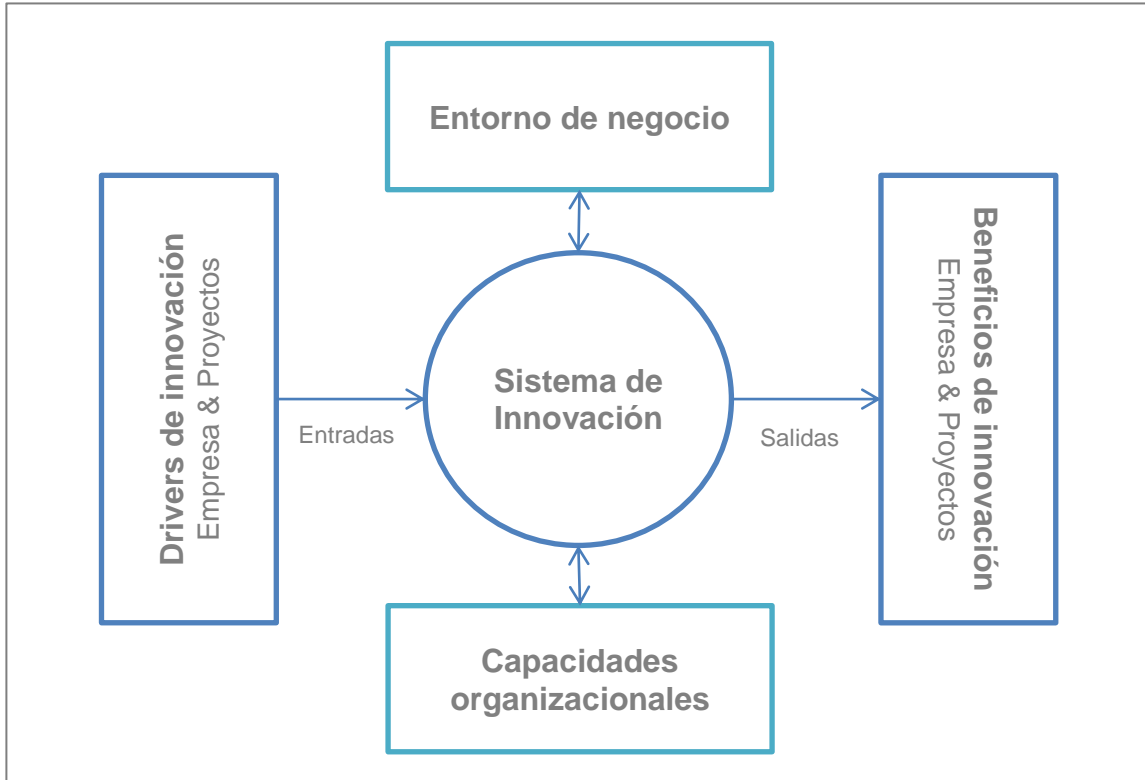 Entorno de negocio
Drivers de innovación
Empresa & Proyectos
Entradas
Sistema de
Innovación
Salidas
Beneficios de innovación
Empresa & Proyectos
Capacidades
organizacionales